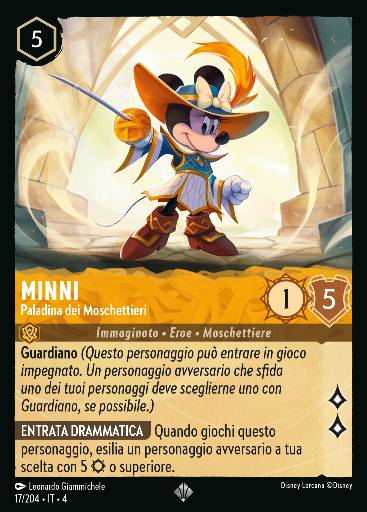 5
MINNI
Paladina dei Moschettieri
1
5
Immaginato • Eroe • Moschettiere
Guardiano (Questo personaggio può entrare in gioco
impegnato. Un personaggio avversario che sfida
uno dei tuoi personaggi deve sceglierne uno con
Guardiano, se possibile.)
ENTRATA DRAMMATICA Quando giochi questo
personaggio, esilia un personaggio avversario a tua
scelta con 5 ¤ o superiore.
Leonardo Giammichele
Disney Lorcana ©Disney
17/204 • IT • 4